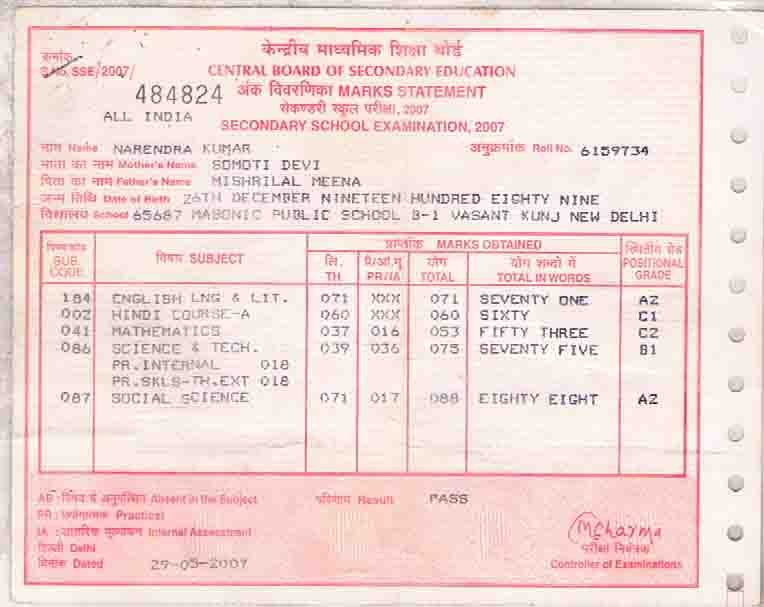 क्रमांक केन्द्रीय माध्यमिक शिक्षा बोर्ड
S.No. SSE/2007/ CENTRAL BOARD OF SECONDARY EDUCATION
484824 अंक विवरणिका MARKS STATEMENT
सेकण्डरी स्कूल परीक्षा, 2007
ALL INDIA
SECONDARY SCHOOL EXAMINATION, 2007
नाम Name NARENDRA KUMAR अनुक्रमांक Roll No. 6159734
माता का नाम Mother's Name SOMOTI DEVI
पिता का नाम Father's Name MISHRILAL MEENA
जन्म तिथि Date of Birth 26TH DECEMBER NINETEEN HUNDRED EIGHTY NINE
विद्यालय School 65687 MASONIC PUBLIC SCHOOL B-1 VASANT KUNJ NEW DELHI
विषय कोड SUB. CODE विषय SUBJECT प्राप्तांक MARKS OBTAINED स्थितीय ग्रेड POSITIONAL GRADE
लि. TH. प्रि/आं.मू PR/IA योग TOTAL योग शब्दों में TOTAL IN WORDS
184 ENGLISH LNG & LIT. 071 XXX 071 SEVENTY ONE A2
002 HINDI COURSE-A 060 XXX 060 SIXTY C1
041 MATHEMATICS 037 016 053 FIFTY THREE C2
086 SCIENCE & TECH. 039 036 075 SEVENTY FIVE B1
PR.INTERNAL 018
PR.SKLS-TH.EXT 018
087 SOCIAL SCIENCE 071 017 088 EIGHTY EIGHT A2
AB : विषय में अनुपस्थित Absent in the Subject परिणाम Result PASS
PR : प्रयोगात्मक Practical
IA : आंतरिक मूल्यांकन Internal Assessment
दिल्ली Delhi MSharma
परीक्षा नियंत्रक
दिनांक Dated 29-05-2007 Controller of Examinations